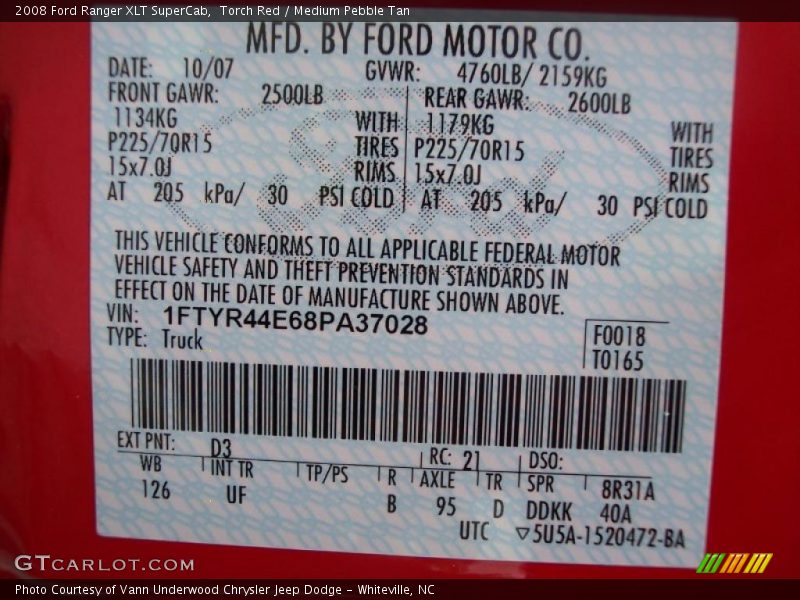 2008 Ford Ranger XLT SuperCab,  Torch Red / Medium Pebble Tan
MFD. BY FORD MOTOR CO.
DATE: 10/07 GVWR: 4760LB/ 2159KG
FRONT GAWR: 2500LB REAR GAWR: 2600LB
1134KG WITH 1179KG WITH
P225/70R15 TIRES P225/70R15 TIRES
15x7.0J RIMS 15x7.0J RIMS
AT 205 kPa/ 30 PSI COLD AT 205 kPa/ 30 PSI COLD
THIS VEHICLE CONFORMS TO ALL APPLICABLE FEDERAL MOTOR
VEHICLE SAFETY AND THEFT PREVENTION STANDARDS IN
EFFECT ON THE DATE OF MANUFACTURE SHOWN ABOVE.
VIN: 1FTYR44E68PA37028
TYPE: Truck
F0018
T0165
EXT PNT: D3 RC: 21 DSO:
WB INT TR TP/PS R AXLE TR SPR 8R31A
126 UF B 95 D DDKK 40A
UTC ▽5U5A-1520472-BA
GTCARLOT.COM
Photo Courtesy of Vann Underwood Chrysler Jeep Dodge – Whiteville, NC